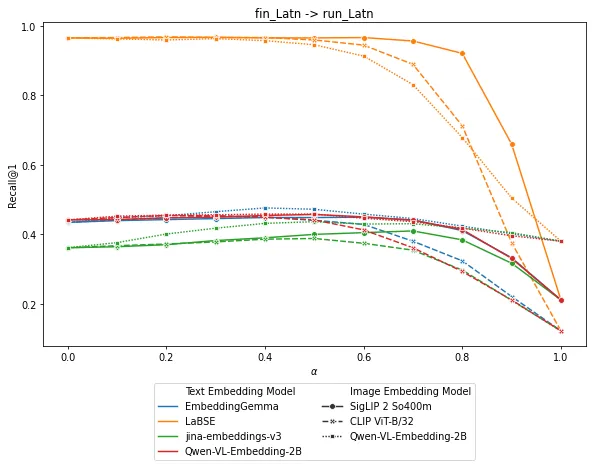 fin_Latn -> run_Latn
1.0
0.8
0.6
0.4
0.2
Recall@1
0.0 0.2 0.4 0.6 0.8 1.0
α
Text Embedding Model Image Embedding Model
EmbeddingGemma SigLIP 2 So400m
LaBSE CLIP ViT-B/32
jina-embeddings-v3 Qwen-VL-Embedding-2B
Qwen-VL-Embedding-2B